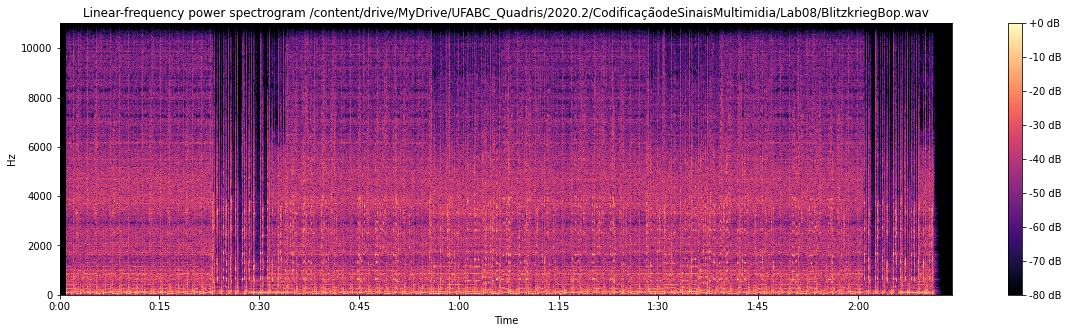 Linear-frequency power spectrogram /content/drive/MyDrive/UFABC_Quadris/2020.2/CodificaçãodeSinaisMultimidia/Lab08/BlitzkriegBop.wav
10000
8000
6000
4000
2000
0
Hz
0:00 0:15 0:30 0:45 1:00 1:15 1:30 1:45 2:00
Time
+0 dB
-10 dB
-20 dB
-30 dB
-40 dB
-50 dB
-60 dB
-70 dB
-80 dB